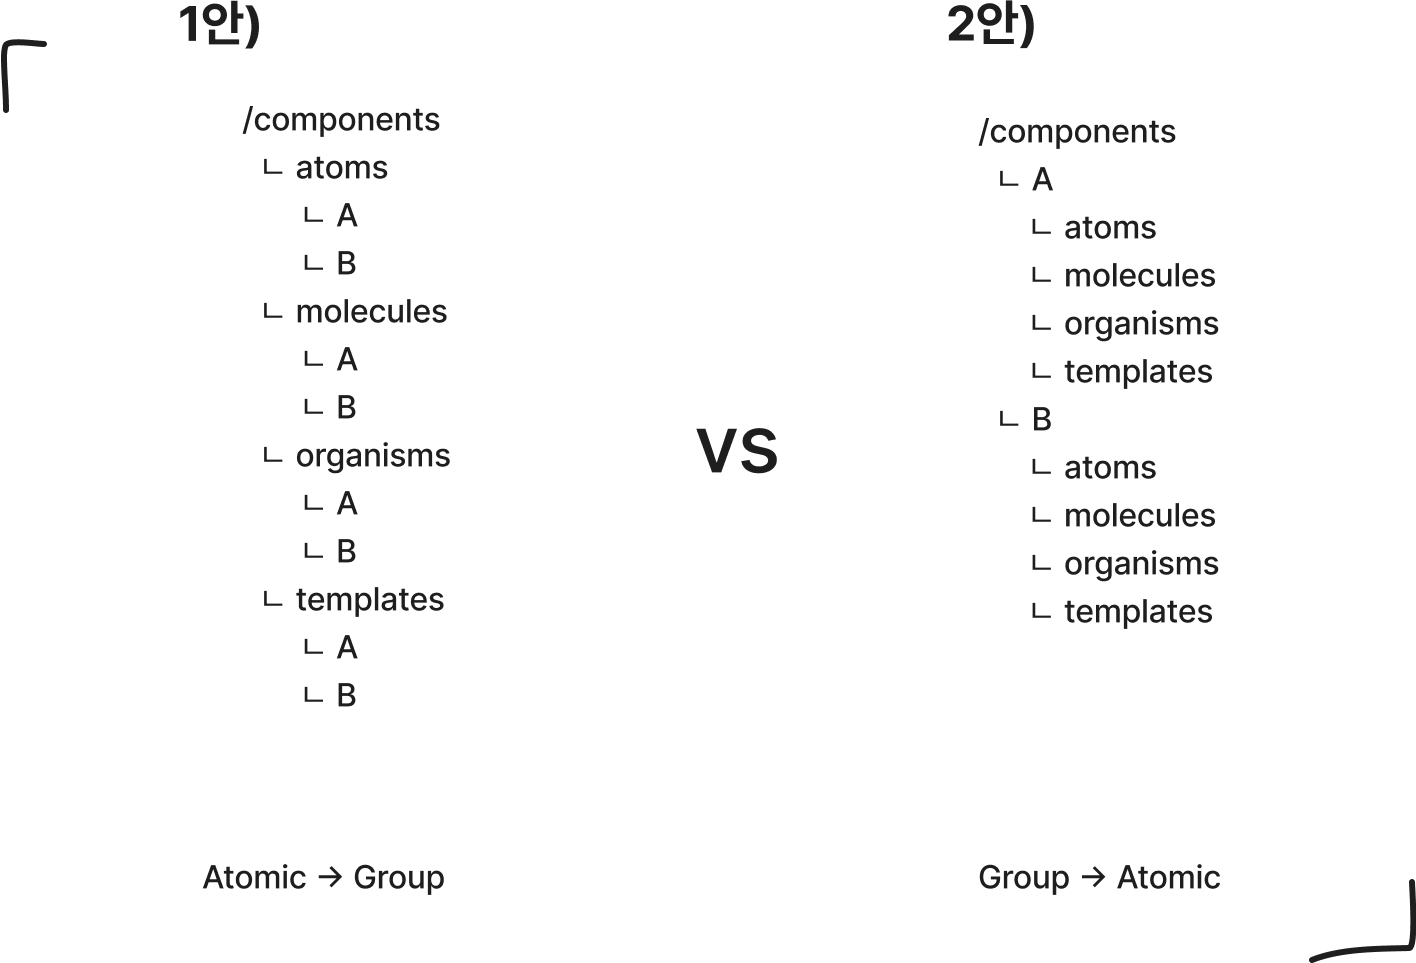 1안)
/components
ㄴ atoms
ㄴ A
ㄴ B
ㄴ molecules
ㄴ A
ㄴ B
ㄴ organisms
ㄴ A
ㄴ B
ㄴ templates
ㄴ A
ㄴ B
Atomic → Group
VS
2안)
/components
ㄴ A
ㄴ atoms
ㄴ molecules
ㄴ organisms
ㄴ templates
ㄴ B
ㄴ atoms
ㄴ molecules
ㄴ organisms
ㄴ templates
Group → Atomic